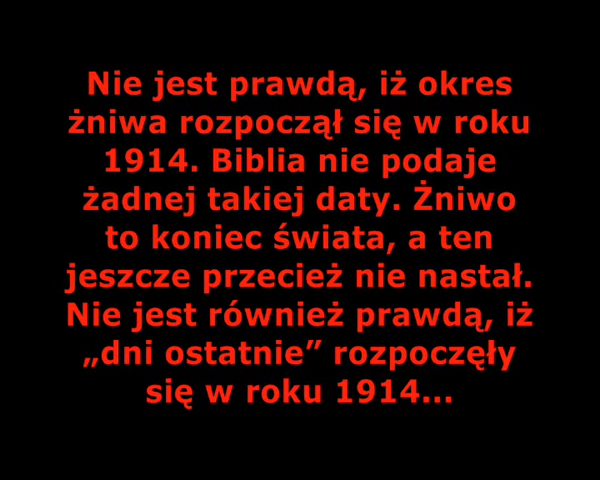 Nie jest prawdą, iż okres
żniwa rozpoczął się w roku
1914. Biblia nie podaje
żadnej takiej daty. Żniwo
to koniec świata, a ten
jeszcze przecież nie nastał.
Nie jest również prawdą, iż
„dni ostatnie” rozpoczęły
się w roku 1914...